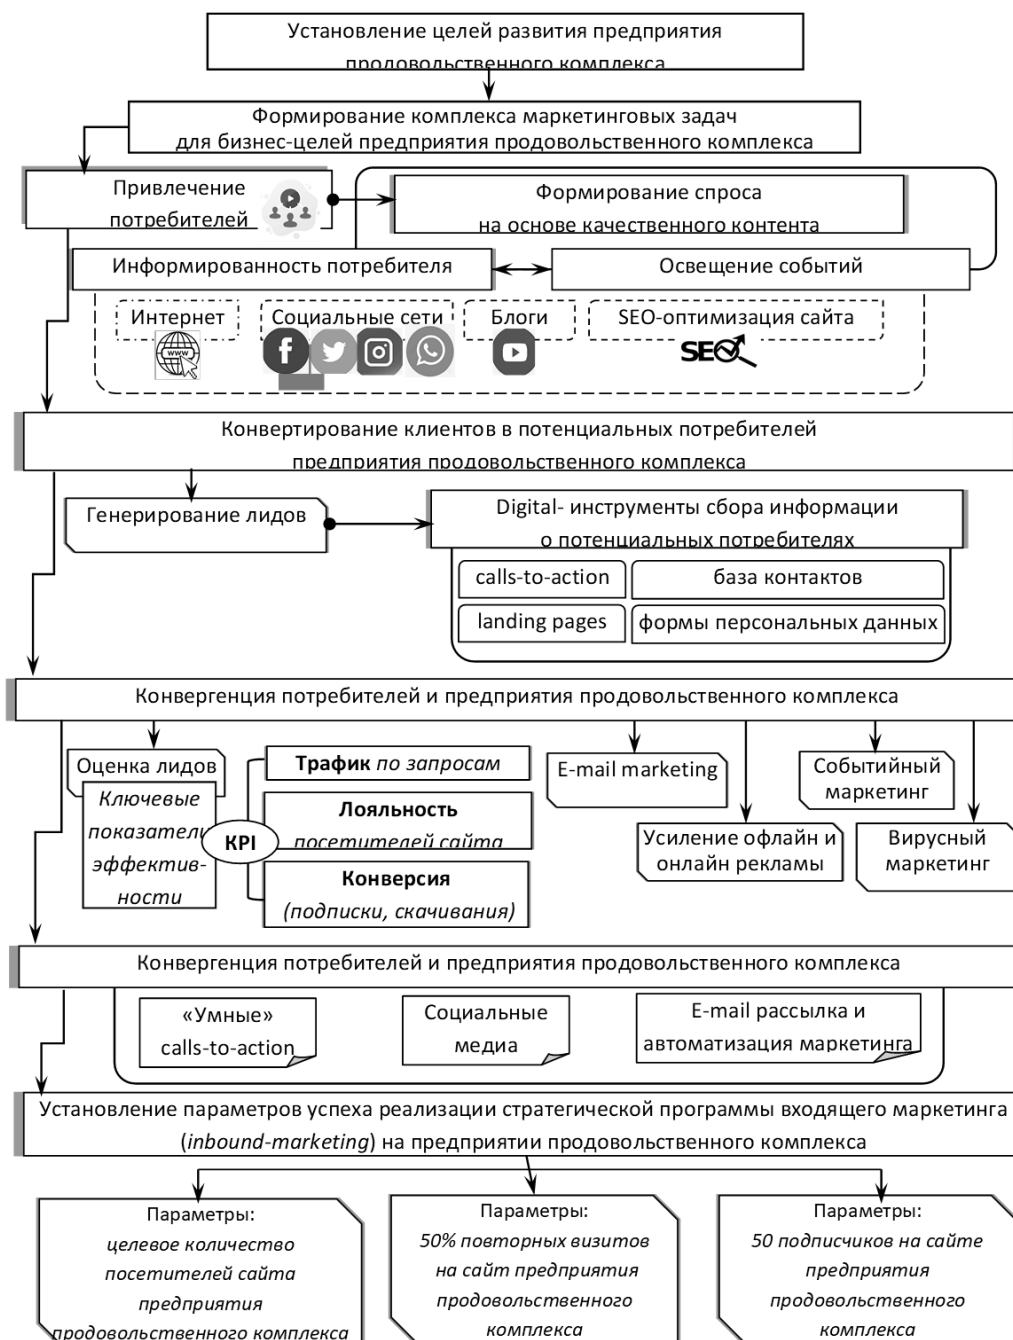 Установление целей развития предприятия
продовольственного комплекса
Формирование комплекса маркетинговых задач
для бизнес-целей предприятия продовольственного комплекса
Привлечение
потребителей
Формирование спроса
на основе качественного контента
Информированность потребителя
Освещение событий
Интернет
Социальные сети
Блоги
SEO-оптимизация сайта
www
SEO
Конвертирование клиентов в потенциальных потребителей
предприятия продовольственного комплекса
Генерирование лидов
Digital- инструменты сбора информации
о потенциальных потребителях
calls-to-action
база контактов
landing pages
формы персональных данных
Конвергенция потребителей и предприятия продовольственного комплекса
Оценка лидов
Ключевые
показатели
эффектив-
ности
KPI
Трафик по запросам
Лояльность
посетителей сайта
Конверсия
(подписки, скачивания)
E-mail marketing
Усиление офлайн и
онлайн рекламы
Событийный
маркетинг
Вирусный
маркетинг
Конвергенция потребителей и предприятия продовольственного комплекса
«Умные»
calls-to-action
Социальные
медиа
E-mail рассылка и
автоматизация маркетинга
Установление параметров успеха реализации стратегической программы входящего маркетинга
(inbound-marketing) на предприятии продовольственного комплекса
Параметры:
целевое количество
посетителей сайта
предприятия
продовольственного комплекса
Параметры:
50% повторных визитов
на сайт предприятия
продовольственного
комплекса
Параметры:
50 подписчиков на сайте
предприятия
продовольственного
комплекса